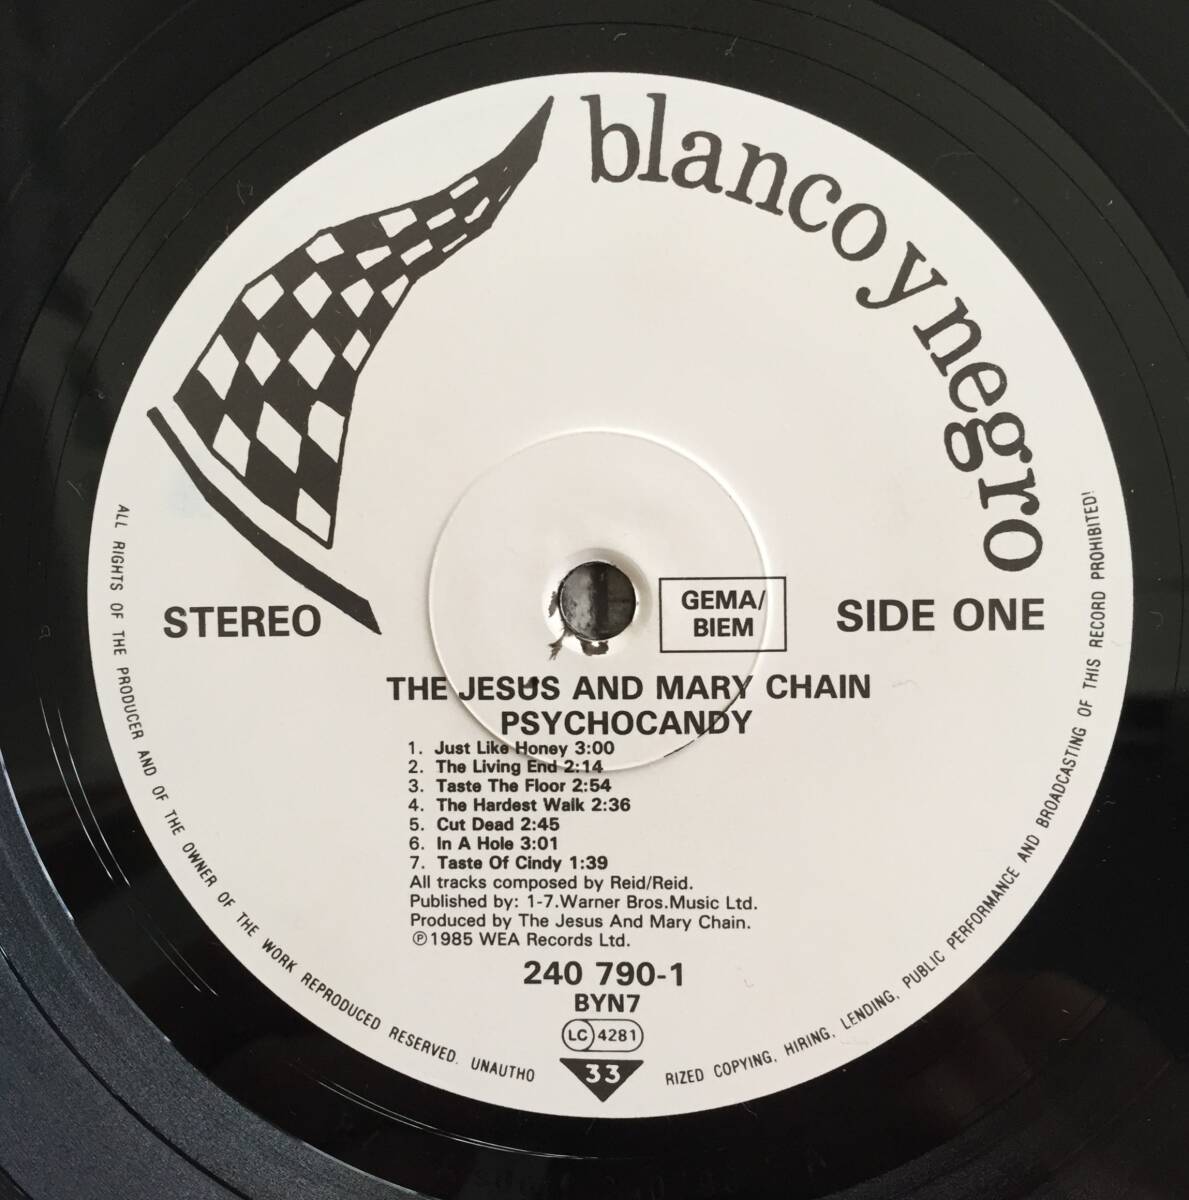 blanco y negro
STEREO
GEMA/
BIEM
SIDE ONE
THE JESUS AND MARY CHAIN
PSYCHOCANDY
1. Just Like Honey 3:00
2. The Living End 2:14
3. Taste The Floor 2:54
4. The Hardest Walk 2:36
5. Cut Dead 2:45
6. In A Hole 3:01
7. Taste Of Cindy 1:39
All tracks composed by Reid/Reid.
Published by: 1-7.Warner Bros.Music Ltd.
Produced by The Jesus And Mary Chain.
℗1985 WEA Records Ltd.
240 790-1
BYN7
LC 4281
33
ALL RIGHTS OF THE PRODUCER AND OF THE OWNER OF THE WORK REPRODUCED RESERVED. UNAUTHO
RIZED COPYING, HIRING, LENDING, PUBLIC PERFORMANCE AND BROADCASTING OF THIS RECORD PROHIBITED!